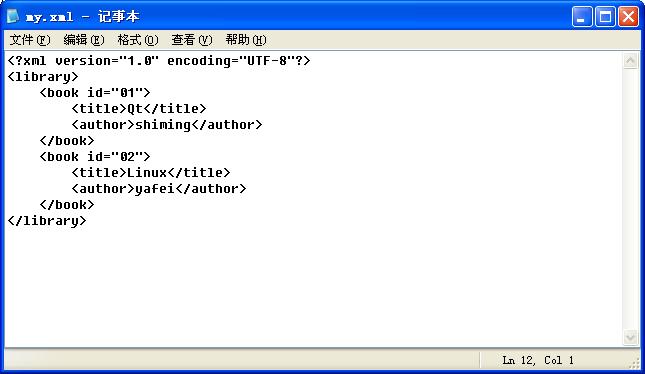 my.xml - 记事本
文件(F) 编辑(E) 格式(O) 查看(V) 帮助(H)
<?xml version="1.0" encoding="UTF-8"?>
<library>
    <book id="01">
        <title>Qt</title>
        <author>shiming</author>
    </book>
    <book id="02">
        <title>Linux</title>
        <author>yafei</author>
    </book>
</library>
Ln 12, Col 1